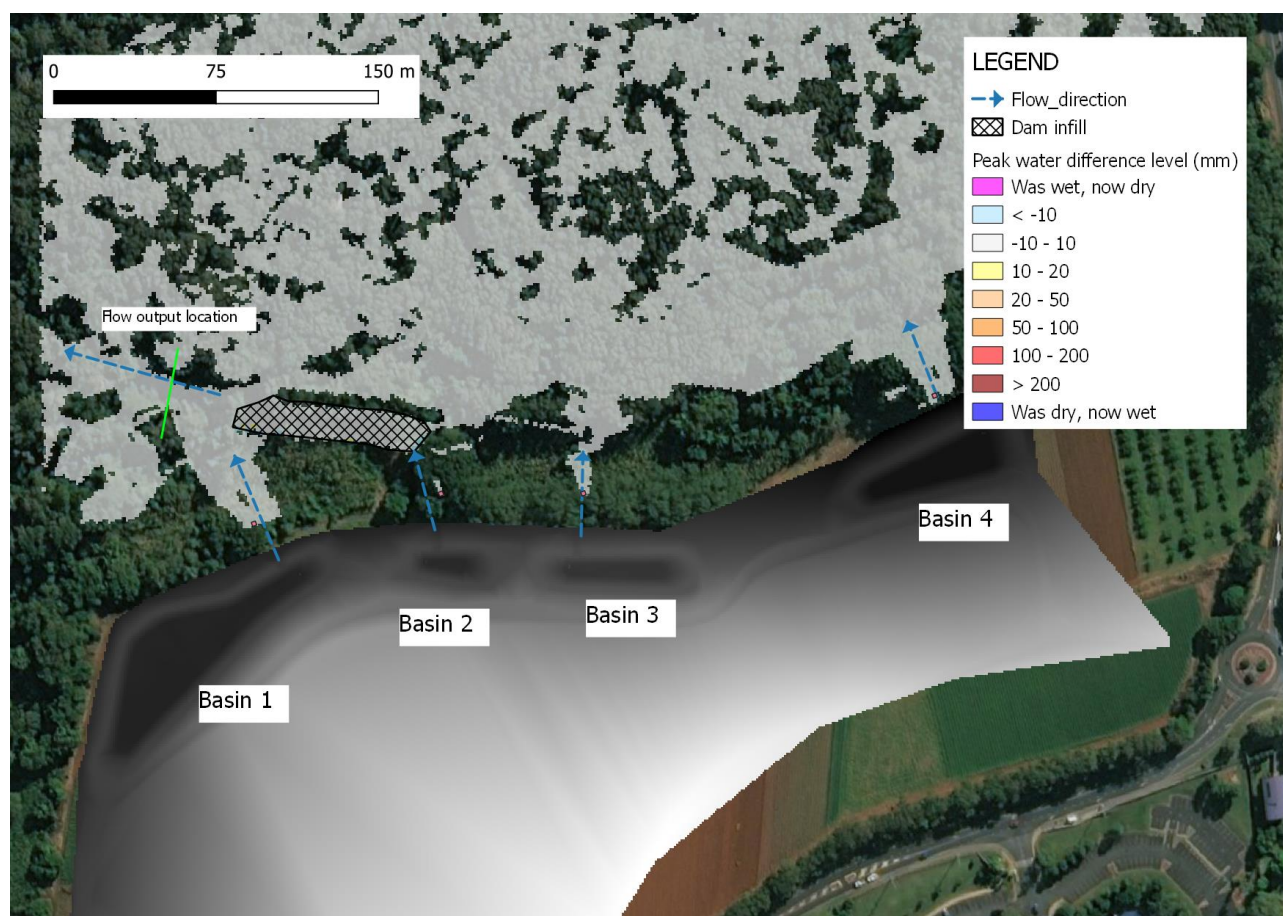 0 75 150 m
LEGEND
Flow_direction
Dam infill
Peak water difference level (mm)
Was wet, now dry
< -10
-10 - 10
10 - 20
20 - 50
50 - 100
100 - 200
> 200
Was dry, now wet
Flow output location
Basin 4
Basin 3
Basin 2
Basin 1